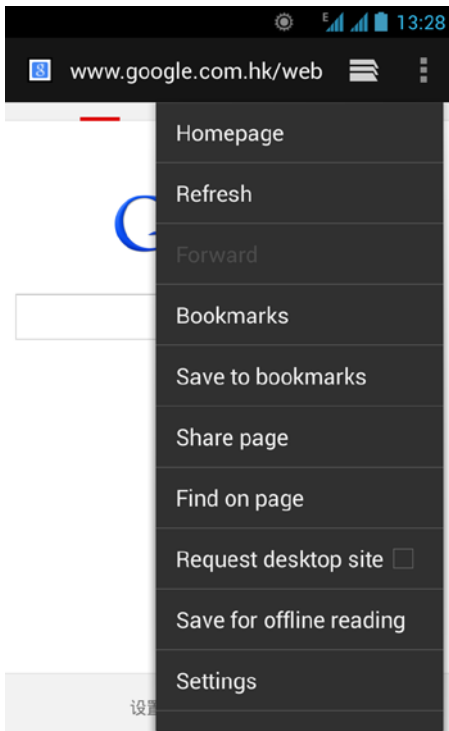 E 13:28
8 www.google.com.hk/web
Homepage
G
Refresh
Forward
Bookmarks
Save to bookmarks
Share page
Find on page
Request desktop site
Save for offline reading
Settings
设置